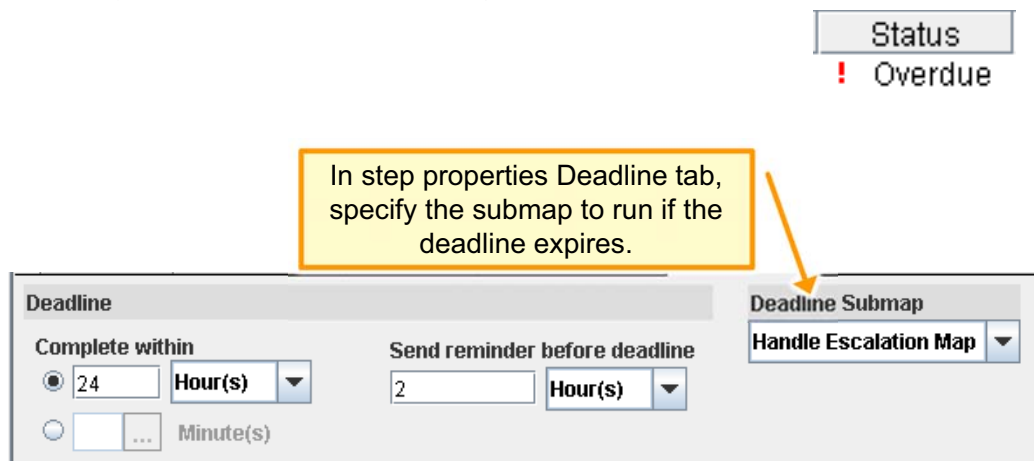 Status
! Overdue
In step properties Deadline tab,
specify the submap to run if the
deadline expires.
Deadline
Deadline Submap
Complete within
Send reminder before deadline
Handle Escalation Map
24 Hour(s)
2 Hour(s)
... Minute(s)